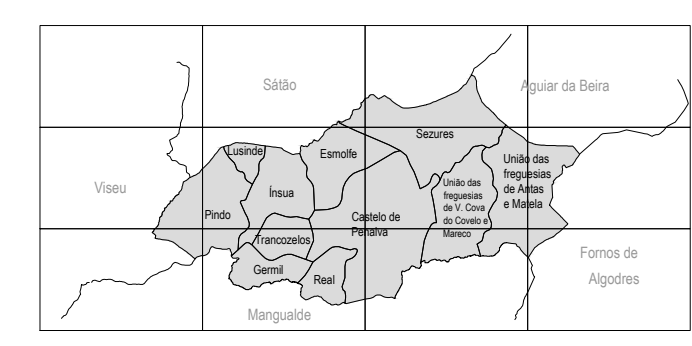 Sátão
Aguiar da Beira
Sezures
Lusinde
Esmolfe
União das
freguesias
de Antas
e Matela
Viseu
Ínsua
União das
freguesias
de V. Cova
do Covelo e
Mareco
Pindo
Castelo de
Penalva
Trancozelos
Fornos de
Algodres
Germil
Real
Mangualde